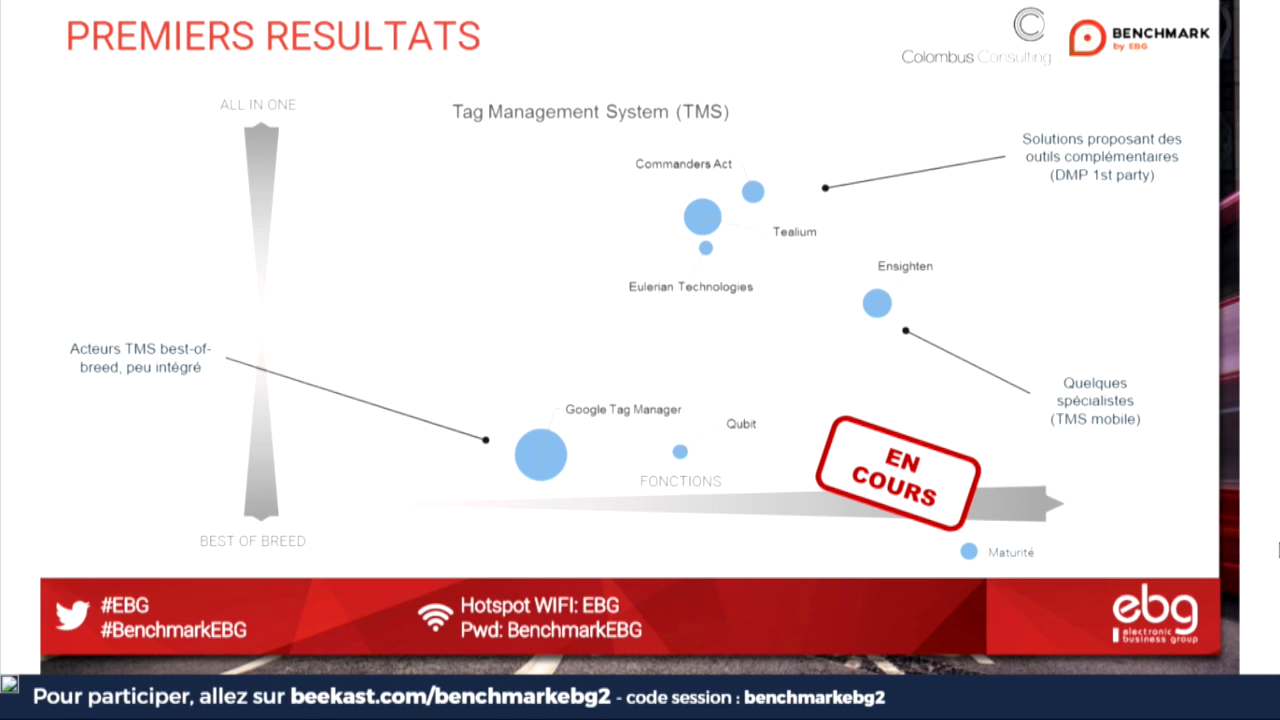 PREMIERS RESULTATS
Colombus Consulting
BENCHMARK
by EBG
ALL IN ONE
Tag Management System (TMS)
Solutions proposant des
outils complémentaires
(DMP 1st party)
Commanders Act
Tealium
Ensighten
Eulerian Technologies
Acteurs TMS best-of-
breed, peu intégré
Quelques
spécialistes
(TMS mobile)
Google Tag Manager
Qubit
EN
COURS
FONCTIONS
BEST OF BREED
Maturité
#EBG
#BenchmarkEBG
Hotspot WIFI: EBG
Pwd: BenchmarkEBG
ebg
electronic
business group
Pour participer, allez sur beekast.com/benchmarkebg2 - code session : benchmarkebg2